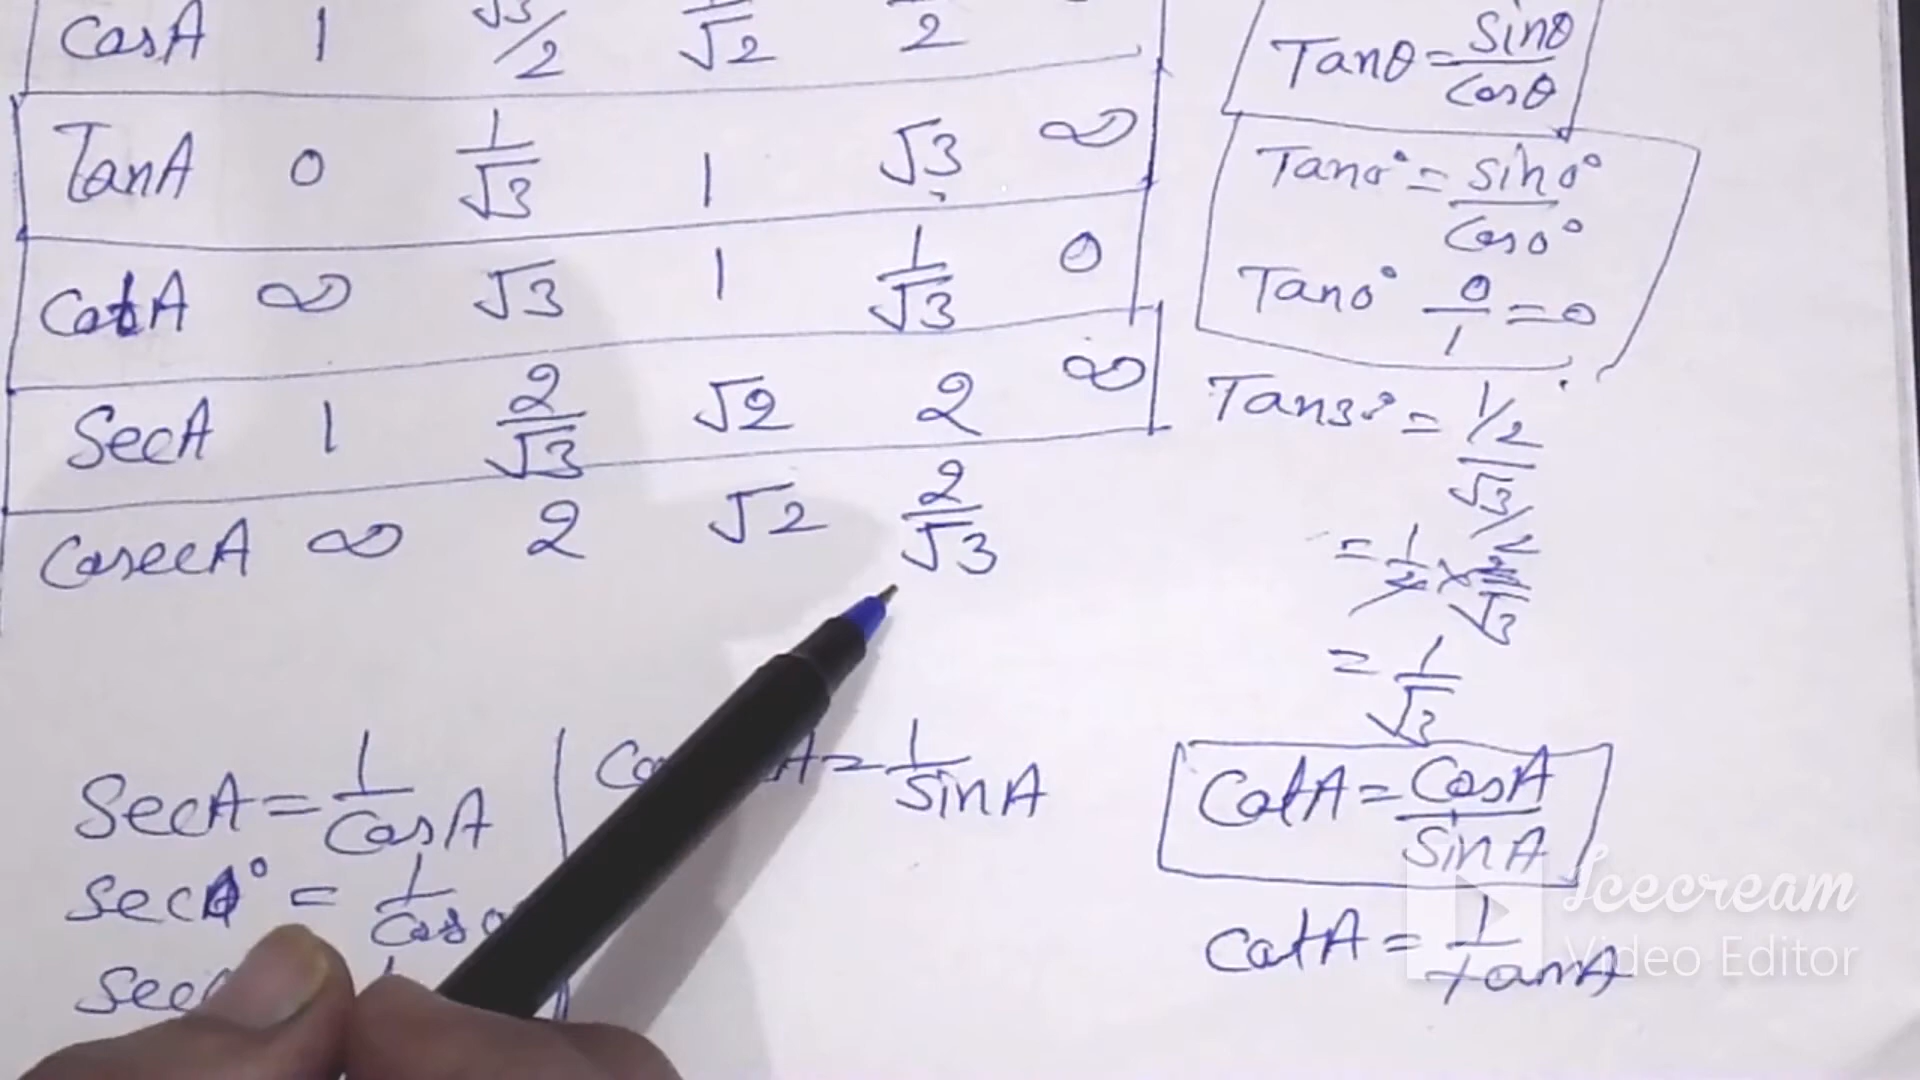 CosA 1 √3/2 1/√2 /2
TanA 0 1/√3 1 √3 ∞
CotA ∞ √3 1 1/√3 0
SecA 1 2/√3 √2 2 ∞
CosecA ∞ 2 √2 2/√3
SecA = 1/CosA
sec0° = 1/Cos0
sec
A = 1/sinA
Tanθ = Sinθ/Cosθ
Tan0° = Sin0°/Cos0°
Tan0° 0/1 = 0
Tan30° = 1/2/√3/2
= 1/2 × 2/√3
= 1/√3
CotA = CosA/SinA
CotA = 1/tanA
Icecream
Video Editor